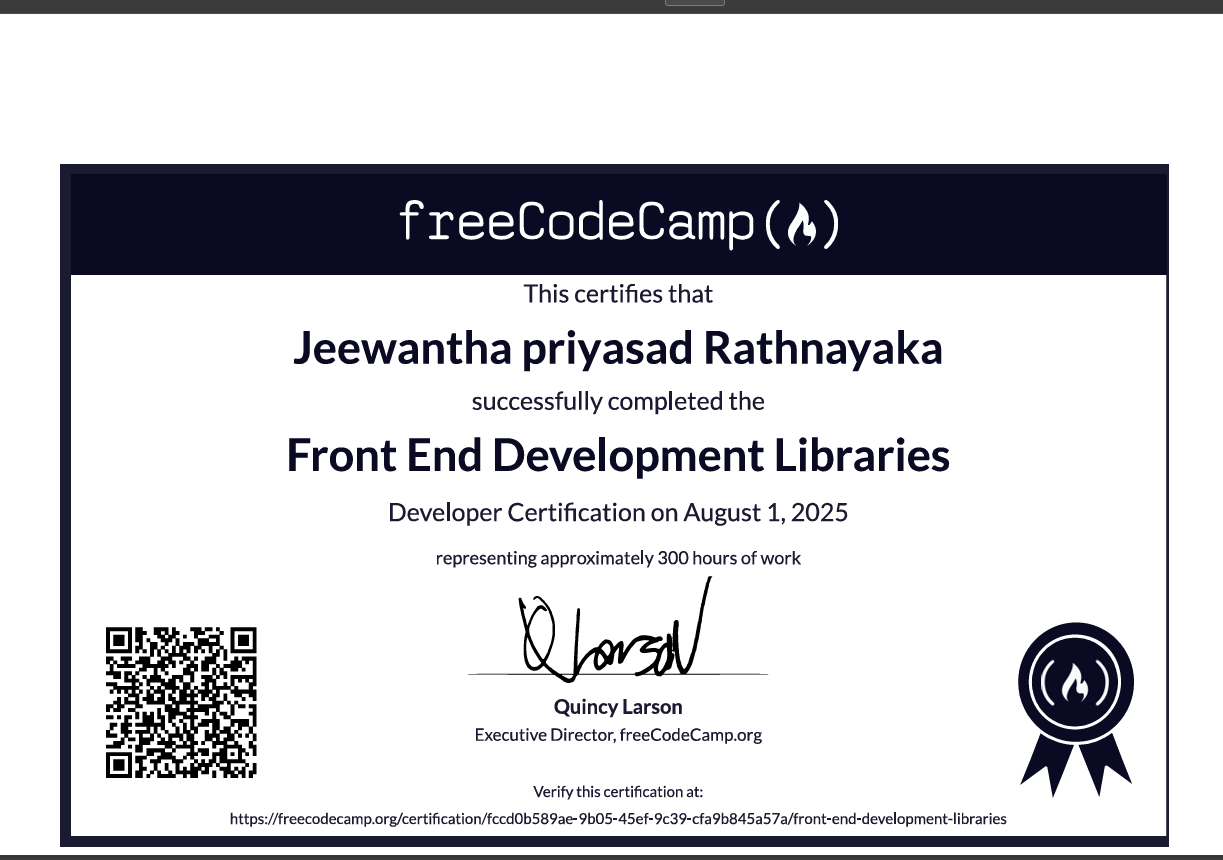 freeCodeCamp
This certifies that
Jeewantha priyasad Rathnayaka
successfully completed the
Front End Development Libraries
Developer Certification on August 1, 2025
representing approximately 300 hours of work
Q Larson
Quincy Larson
Executive Director, freeCodeCamp.org
Verify this certification at:
https://freecodecamp.org/certification/fccd0b589ae-9b05-45ef-9c39-cfa9b845a57a/front-end-development-libraries